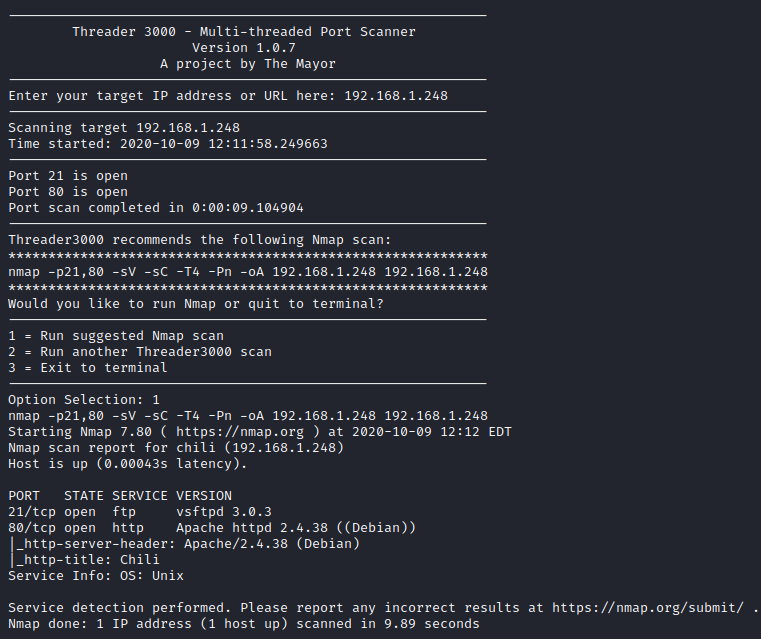 Threader 3000 - Multi-threaded Port Scanner
Version 1.0.7
A project by The Mayor
Enter your target IP address or URL here: 192.168.1.248
Scanning target 192.168.1.248
Time started: 2020-10-09 12:11:58.249663
Port 21 is open
Port 80 is open
Port scan completed in 0:00:09.104904
Threader3000 recommends the following Nmap scan:
************************************************************
nmap -p21,80 -sV -sC -T4 -Pn -oA 192.168.1.248 192.168.1.248
************************************************************
Would you like to run Nmap or quit to terminal?
1 = Run suggested Nmap scan
2 = Run another Threader3000 scan
3 = Exit to terminal
Option Selection: 1
nmap -p21,80 -sV -sC -T4 -Pn -oA 192.168.1.248 192.168.1.248
Starting Nmap 7.80 ( https://nmap.org ) at 2020-10-09 12:12 EDT
Nmap scan report for chili (192.168.1.248)
Host is up (0.00043s latency).
PORT   STATE SERVICE VERSION
21/tcp open  ftp     vsftpd 3.0.3
80/tcp open  http    Apache httpd 2.4.38 ((Debian))
|_http-server-header: Apache/2.4.38 (Debian)
|_http-title: Chili
Service Info: OS: Unix
Service detection performed. Please report any incorrect results at https://nmap.org/submit/ .
Nmap done: 1 IP address (1 host up) scanned in 9.89 seconds